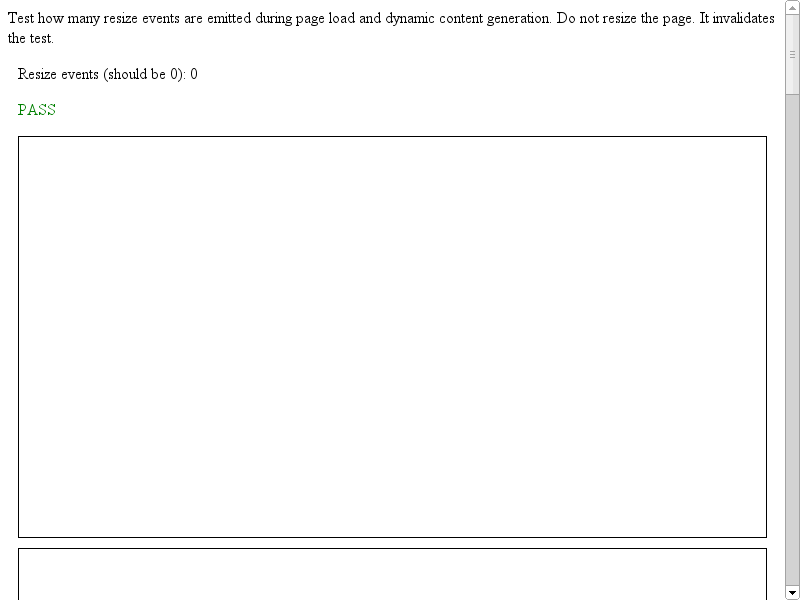 Test how many resize events are emitted during page load and dynamic content generation. Do not resize the page. It invalidates
the test.
Resize events (should be 0): 0
PASS